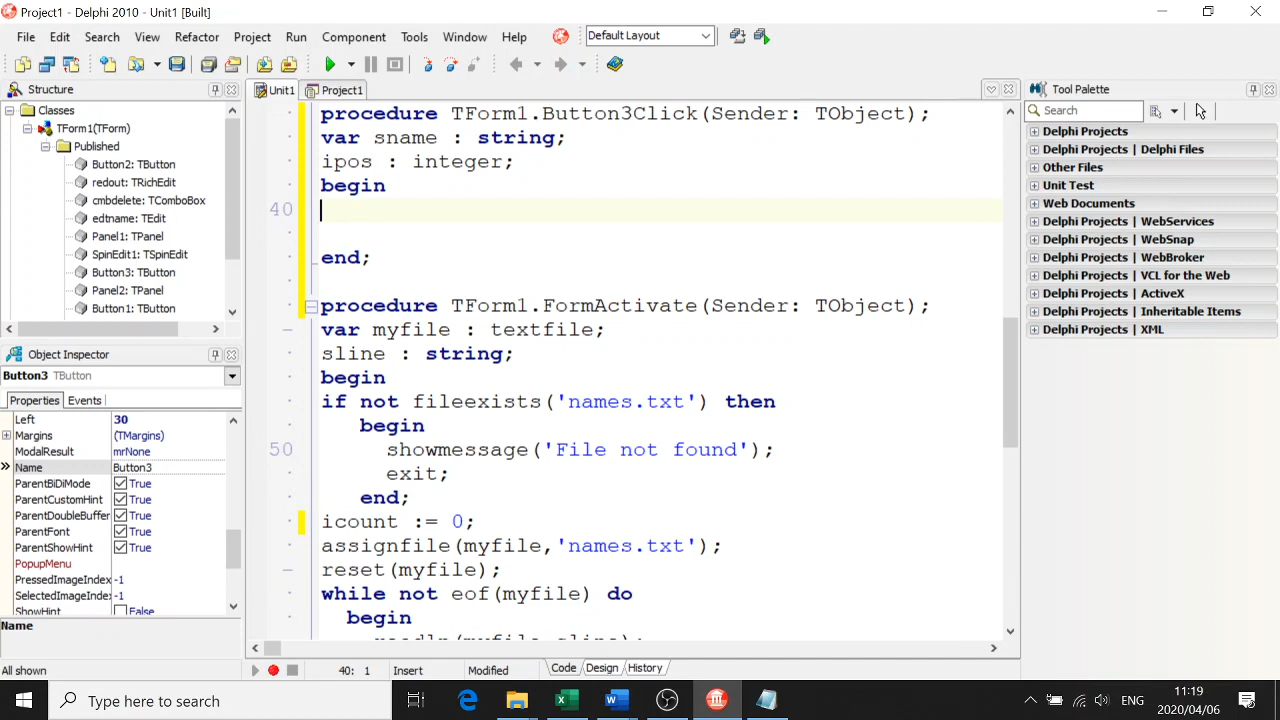 Project1 - Delphi 2010 - Unit1 [Built]
File Edit Search View Refactor Project Run Component Tools Window Help Default Layout
Structure
Classes
TForm1(TForm)
Published
Button2: TButton
redout: TRichEdit
cmbdelete: TComboBox
edtname: TEdit
Panel1: TPanel
SpinEdit1: TSpinEdit
Button3: TButton
Panel2: TPanel
Button1: TButton
Object Inspector
Button3 TButton
Properties Events
Left 30
Margins (TMargins)
ModalResult mrNone
Name Button3
ParentBiDiMode True
ParentCustomHint True
ParentDoubleBuffer True
ParentFont True
ParentShowHint True
PopupMenu
PressedImageIndex -1
SelectedImageIndex -1
ShowHint False
Name
All shown
Unit1 Project1
procedure TForm1.Button3Click(Sender: TObject);
var sname : string;
ipos : integer;
begin
40
end;
procedure TForm1.FormActivate(Sender: TObject);
var myfile : textfile;
sline : string;
begin
if not fileexists('names.txt') then
begin
50 showmessage('File not found');
exit;
end;
icount := 0;
assignfile(myfile,'names.txt');
reset(myfile);
while not eof(myfile) do
begin
40: 1 Insert Modified Code Design History
Tool Palette
Search
Delphi Projects
Delphi Projects | Delphi Files
Other Files
Unit Test
Web Documents
Delphi Projects | WebServices
Delphi Projects | WebSnap
Delphi Projects | WebBroker
Delphi Projects | VCL for the Web
Delphi Projects | ActiveX
Delphi Projects | Inheritable Items
Delphi Projects | XML
Type here to search
ENG
11:19
2020/04/06